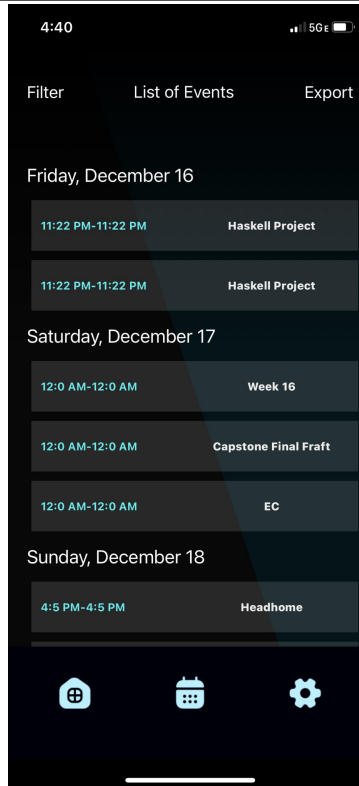 4:40 5GE
Filter List of Events Export
Friday, December 16
11:22 PM-11:22 PM Haskell Project
11:22 PM-11:22 PM Haskell Project
Saturday, December 17
12:0 AM-12:0 AM Week 16
12:0 AM-12:0 AM Capstone Final Fraft
12:0 AM-12:0 AM EC
Sunday, December 18
4:5 PM-4:5 PM Headhome